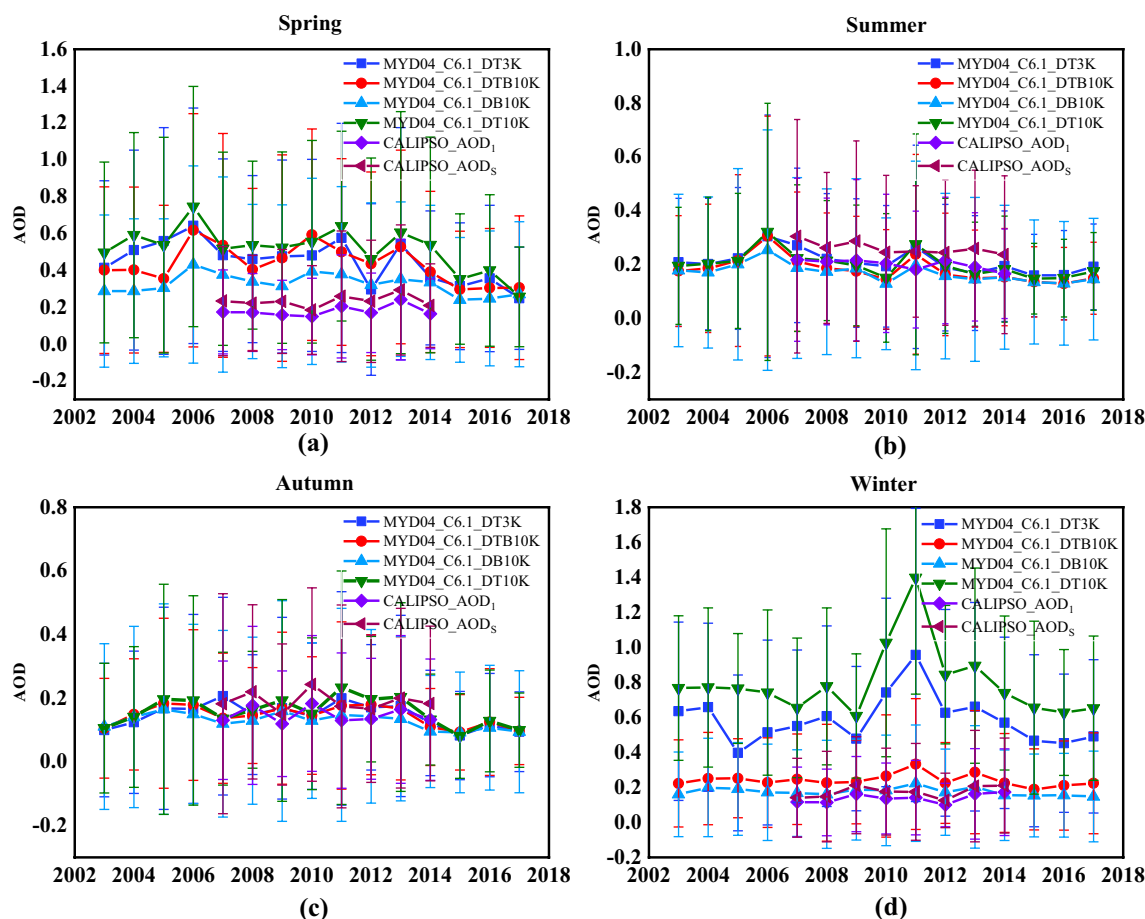 Spring
1.6
1.4
1.2
1.0
0.8
0.6
0.4
0.2
0.0
-0.2
AOD
MYD04_C6.1_DT3K
MYD04_C6.1_DTB10K
MYD04_C6.1_DB10K
MYD04_C6.1_DT10K
CALIPSO_AOD₁
CALIPSO_AODₛ
2002 2004 2006 2008 2010 2012 2014 2016 2018
(a)
Summer
1.0
0.8
0.6
0.4
0.2
0.0
-0.2
AOD
MYD04_C6.1_DT3K
MYD04_C6.1_DTB10K
MYD04_C6.1_DB10K
MYD04_C6.1_DT10K
CALIPSO_AOD₁
CALIPSO_AODₛ
2002 2004 2006 2008 2010 2012 2014 2016 2018
(b)
Autumn
0.8
0.6
0.4
0.2
0.0
-0.2
AOD
MYD04_C6.1_DT3K
MYD04_C6.1_DTB10K
MYD04_C6.1_DB10K
MYD04_C6.1_DT10K
CALIPSO_AOD₁
CALIPSO_AODₛ
2002 2004 2006 2008 2010 2012 2014 2016 2018
(c)
Winter
1.8
1.6
1.4
1.2
1.0
0.8
0.6
0.4
0.2
0.0
-0.2
AOD
MYD04_C6.1_DT3K
MYD04_C6.1_DTB10K
MYD04_C6.1_DB10K
MYD04_C6.1_DT10K
CALIPSO_AOD₁
CALIPSO_AODₛ
2002 2004 2006 2008 2010 2012 2014 2016 2018
(d)